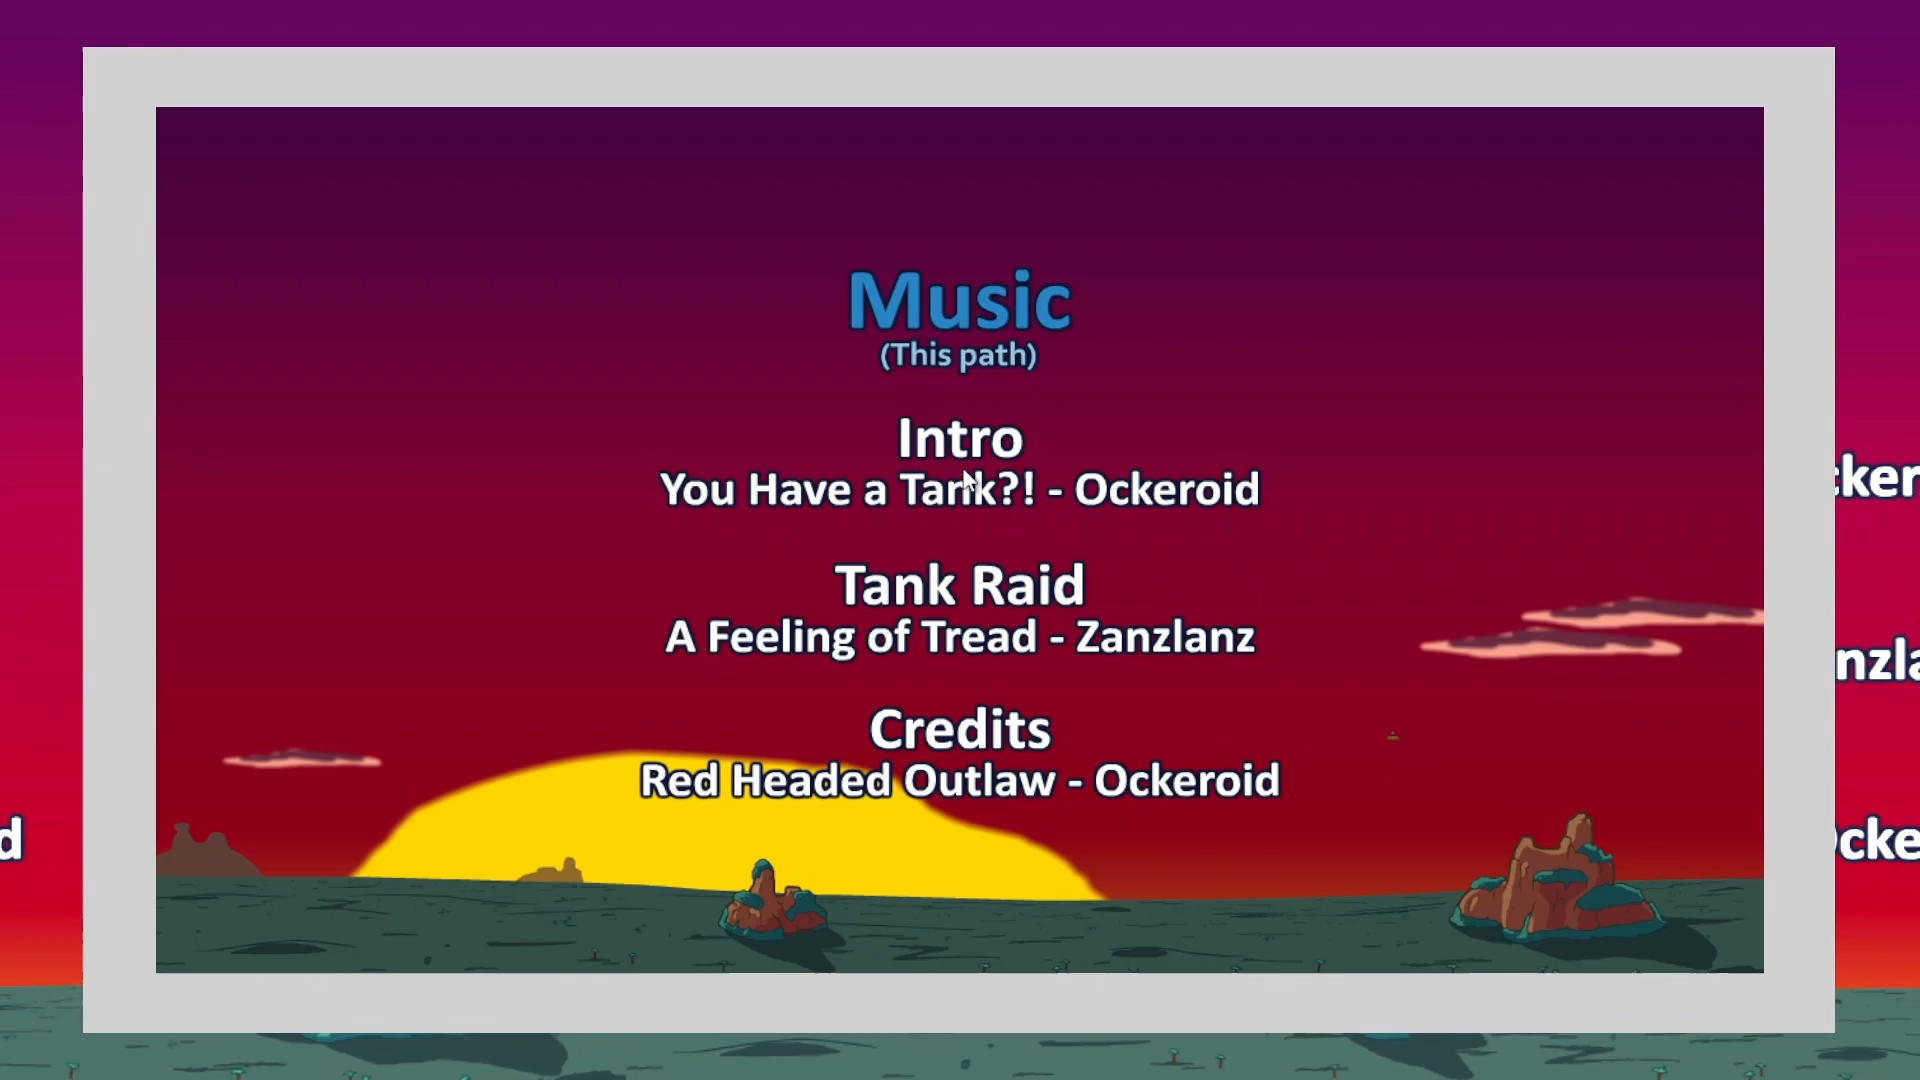 Music
(This path)
Intro
You Have a Tank?! - Ockeroid
Tank Raid
A Feeling of Tread - Zanzlanz
Credits
Red Headed Outlaw - Ockeroid